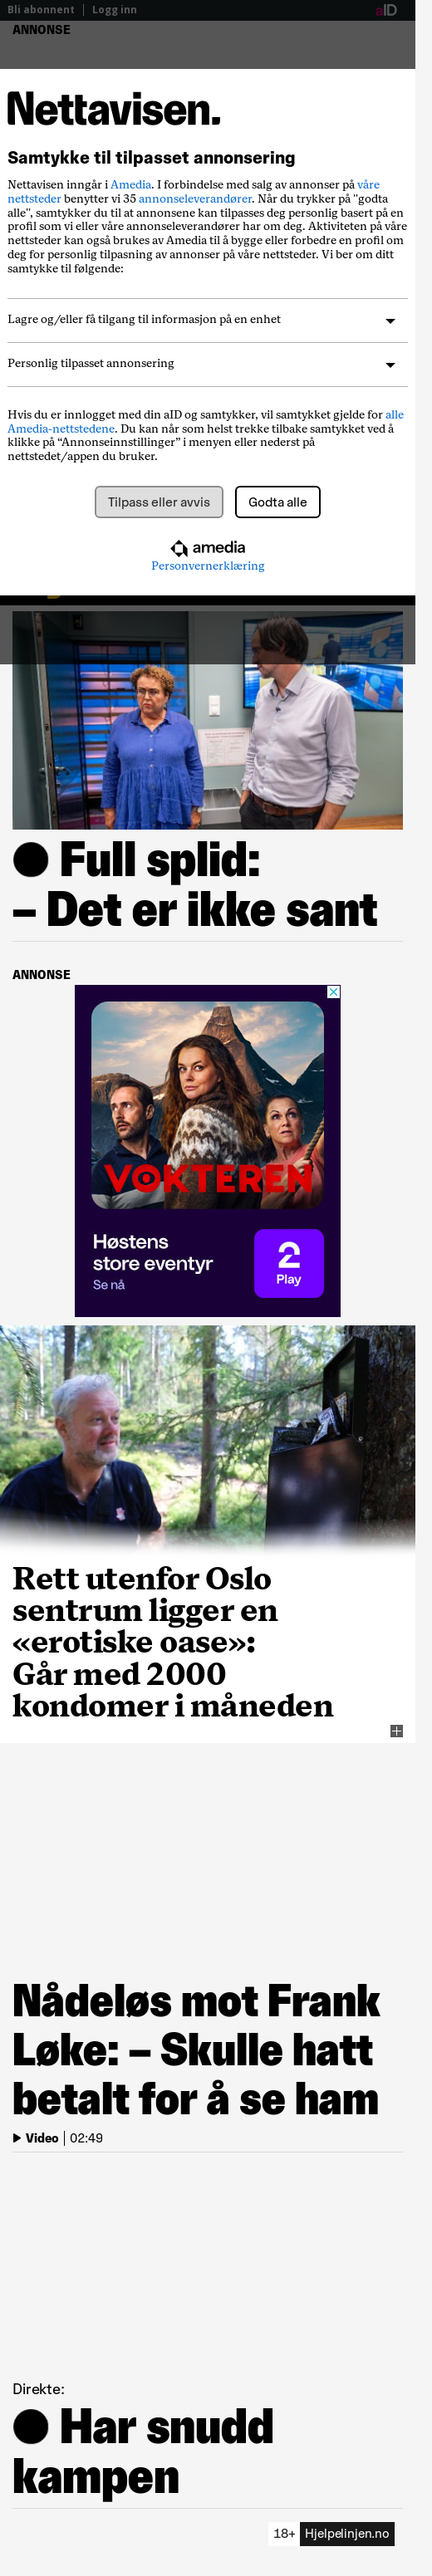 Bli abonnent | Logg inn
aID
ANNONSE
Nettavisen.
Samtykke til tilpasset annonsering
Nettavisen inngår i Amedia. I forbindelse med salg av annonser på våre
nettsteder benytter vi 35 annonseleverandører. Når du trykker på "godta
alle", samtykker du til at annonsene kan tilpasses deg personlig basert på en
profil som vi eller våre annonseleverandører har om deg. Aktiviteten på våre
nettsteder kan også brukes av Amedia til å bygge eller forbedre en profil om
deg for personlig tilpasning av annonser på våre nettsteder. Vi ber om ditt
samtykke til følgende:
Lagre og/eller få tilgang til informasjon på en enhet
Personlig tilpasset annonsering
Hvis du er innlogget med din aID og samtykker, vil samtykket gjelde for alle
Amedia-nettstedene. Du kan når som helst trekke tilbake samtykket ved å
klikke på “Annonseinnstillinger” i menyen eller nederst på
nettstedet/appen du bruker.
Tilpass eller avvis
Godta alle
amedia
Personvernerklæring
Full splid:
– Det er ikke sant
ANNONSE
VOKTEREN
Høstens
store eventyr
Se nå
2
Play
Rett utenfor Oslo
sentrum ligger en
«erotiske oase»:
Går med 2000
kondomer i måneden
Nådeløs mot Frank
Løke: – Skulle hatt
betalt for å se ham
Video | 02:49
Direkte:
Har snudd
kampen
18+ Hjelpelinjen.no